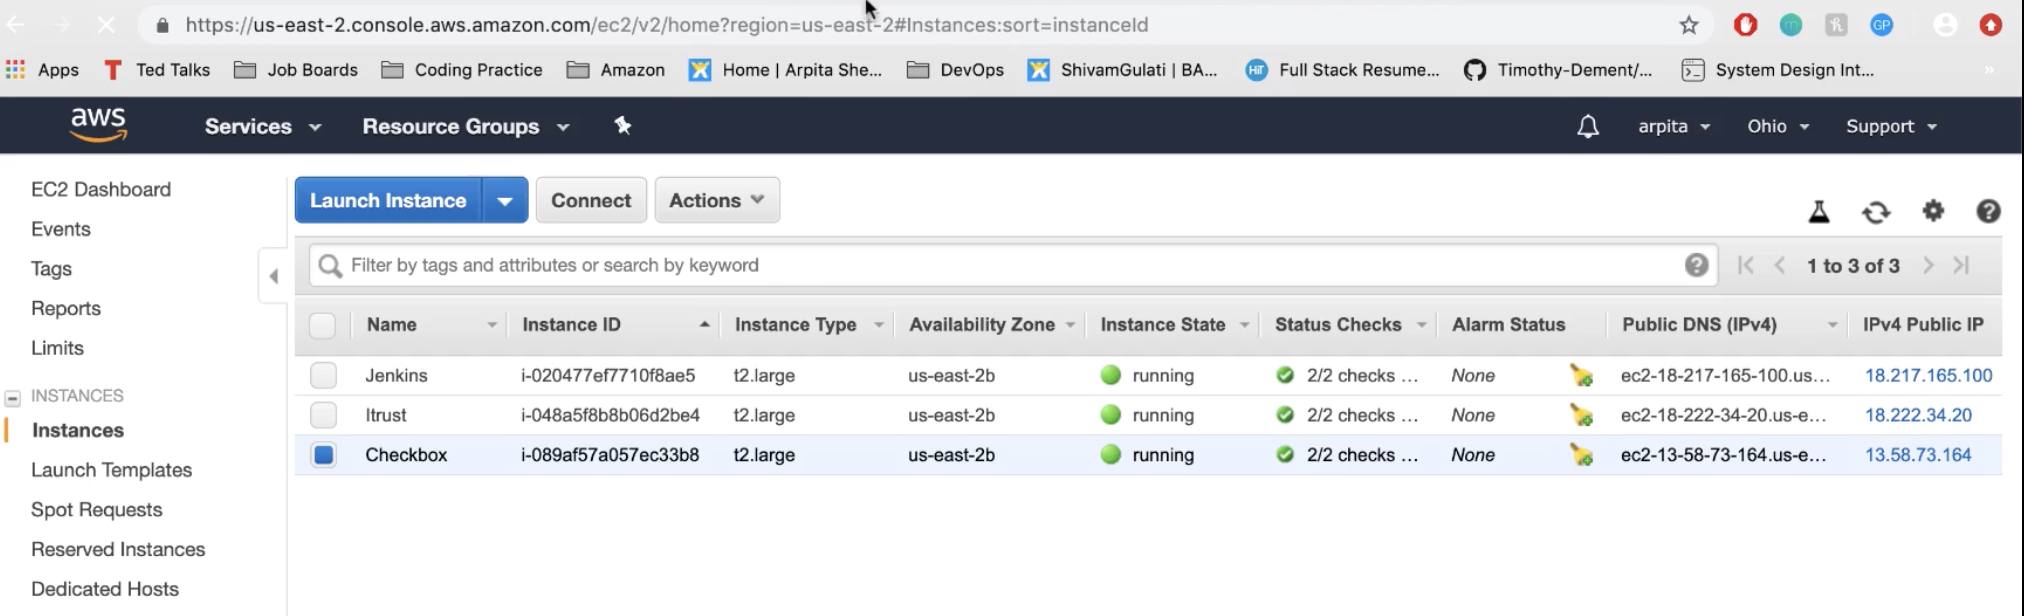 https://us-east-2.console.aws.amazon.com/ec2/v2/home?region=us-east-2#Instances:sort=instanceId GP
Apps Ted Talks Job Boards Coding Practice Amazon Home | Arpita She... DevOps ShivamGulati | BA... HiT Full Stack Resume... Timothy-Dement/... System Design Int... »
aws Services Resource Groups arpita Ohio Support
EC2 Dashboard
Events
Tags
Reports
Limits
INSTANCES
Instances
Launch Templates
Spot Requests
Reserved Instances
Dedicated Hosts
Launch Instance Connect Actions
Filter by tags and attributes or search by keyword 1 to 3 of 3
Name Instance ID Instance Type Availability Zone Instance State Status Checks Alarm Status Public DNS (IPv4) IPv4 Public IP
Jenkins i-020477ef7710f8ae5 t2.large us-east-2b running 2/2 checks ... None ec2-18-217-165-100.us... 18.217.165.100
Itrust i-048a5f8b8b06d2be4 t2.large us-east-2b running 2/2 checks ... None ec2-18-222-34-20.us-e... 18.222.34.20
Checkbox i-089af57a057ec33b8 t2.large us-east-2b running 2/2 checks ... None ec2-13-58-73-164.us-e... 13.58.73.164